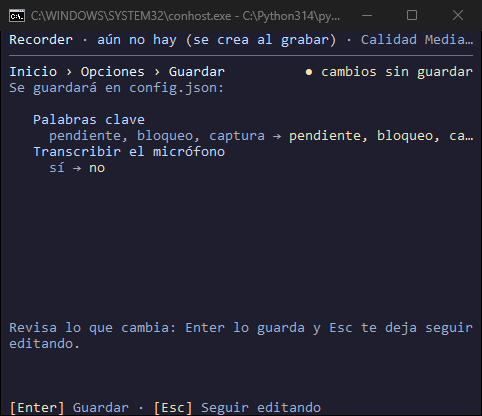 C:\WINDOWS\SYSTEM32\conhost.exe - C:\Python314\py...
Recorder · aún no hay (se crea al grabar) · Calidad Media…
Inicio › Opciones › Guardar ● cambios sin guardar
Se guardará en config.json:
Palabras clave
pendiente, bloqueo, captura → pendiente, bloqueo, ca…
Transcribir el micrófono
sí → no
Revisa lo que cambia: Enter lo guarda y Esc te deja seguir
editando.
[Enter] Guardar · [Esc] Seguir editando